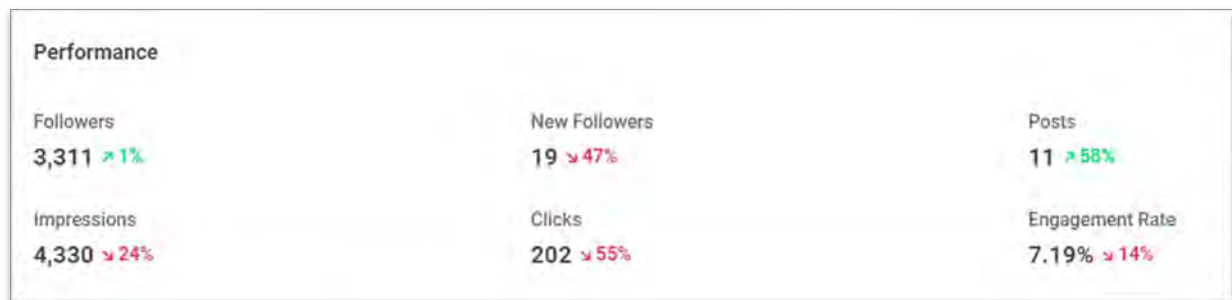 Performance
Followers
New Followers
Posts
3,311 ↗ 1%
19 ↘ 47%
11 ↗ 58%
Impressions
Clicks
Engagement Rate
4,330 ↘ 24%
202 ↘ 55%
7.19% ↘ 14%